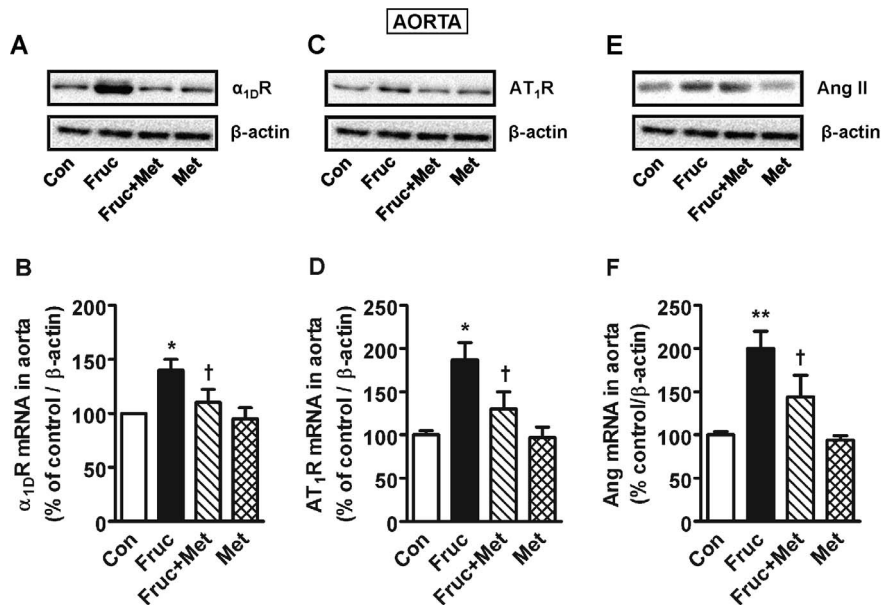 AORTA
A
α1DR
β-actin
Con
Fruc
Fruc+Met
Met
C
AT1R
β-actin
Con
Fruc
Fruc+Met
Met
E
Ang II
β-actin
Con
Fruc
Fruc+Met
Met
B
α1DR mRNA in aorta
(% of control / β-actin)
200
150
100
50
0
*
†
Con
Fruc
Fruc+Met
Met
D
AT1R mRNA in aorta
(% of control / β-actin)
250
200
150
100
50
0
*
†
Con
Fruc
Fruc+Met
Met
F
Ang mRNA in aorta
(% control/β-actin)
250
200
150
100
50
0
**
†
Con
Fruc
Fruc+Met
Met